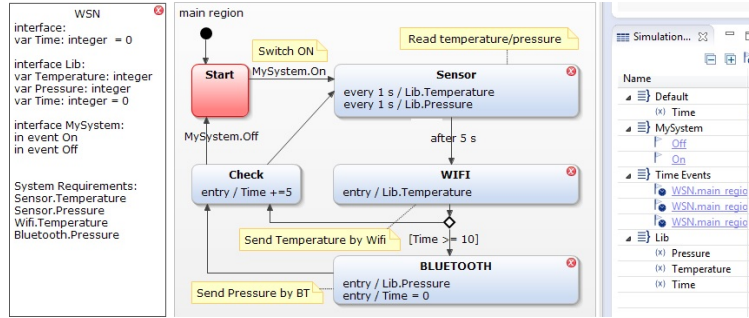 WSN
interface:
var Time: integer = 0
interface Lib:
var Temperature: integer
var Pressure: integer
var Time: integer = 0
interface MySystem:
in event On
in event Off
System Requirements:
Sensor.Temperature
Sensor.Pressure
Wifi.Temperature
Bluetooth.Pressure
main region
Switch ON
Read temperature/pressure
Start
MySystem.On
Sensor
every 1 s / Lib.Temperature
every 1 s / Lib.Pressure
MySystem.Off
after 5 s
Check
entry / Time +=5
WIFI
entry / Lib.Temperature
Send Temperature by Wifi
[Time >= 10]
BLUETOOTH
entry / Lib.Pressure
entry / Time = 0
Send Pressure by BT
Simulation...
Name
Default
(x) Time
MySystem
Off
On
Time Events
WSN.main_regio
WSN.main_regio
WSN.main_regio
Lib
(x) Pressure
(x) Temperature
(x) Time